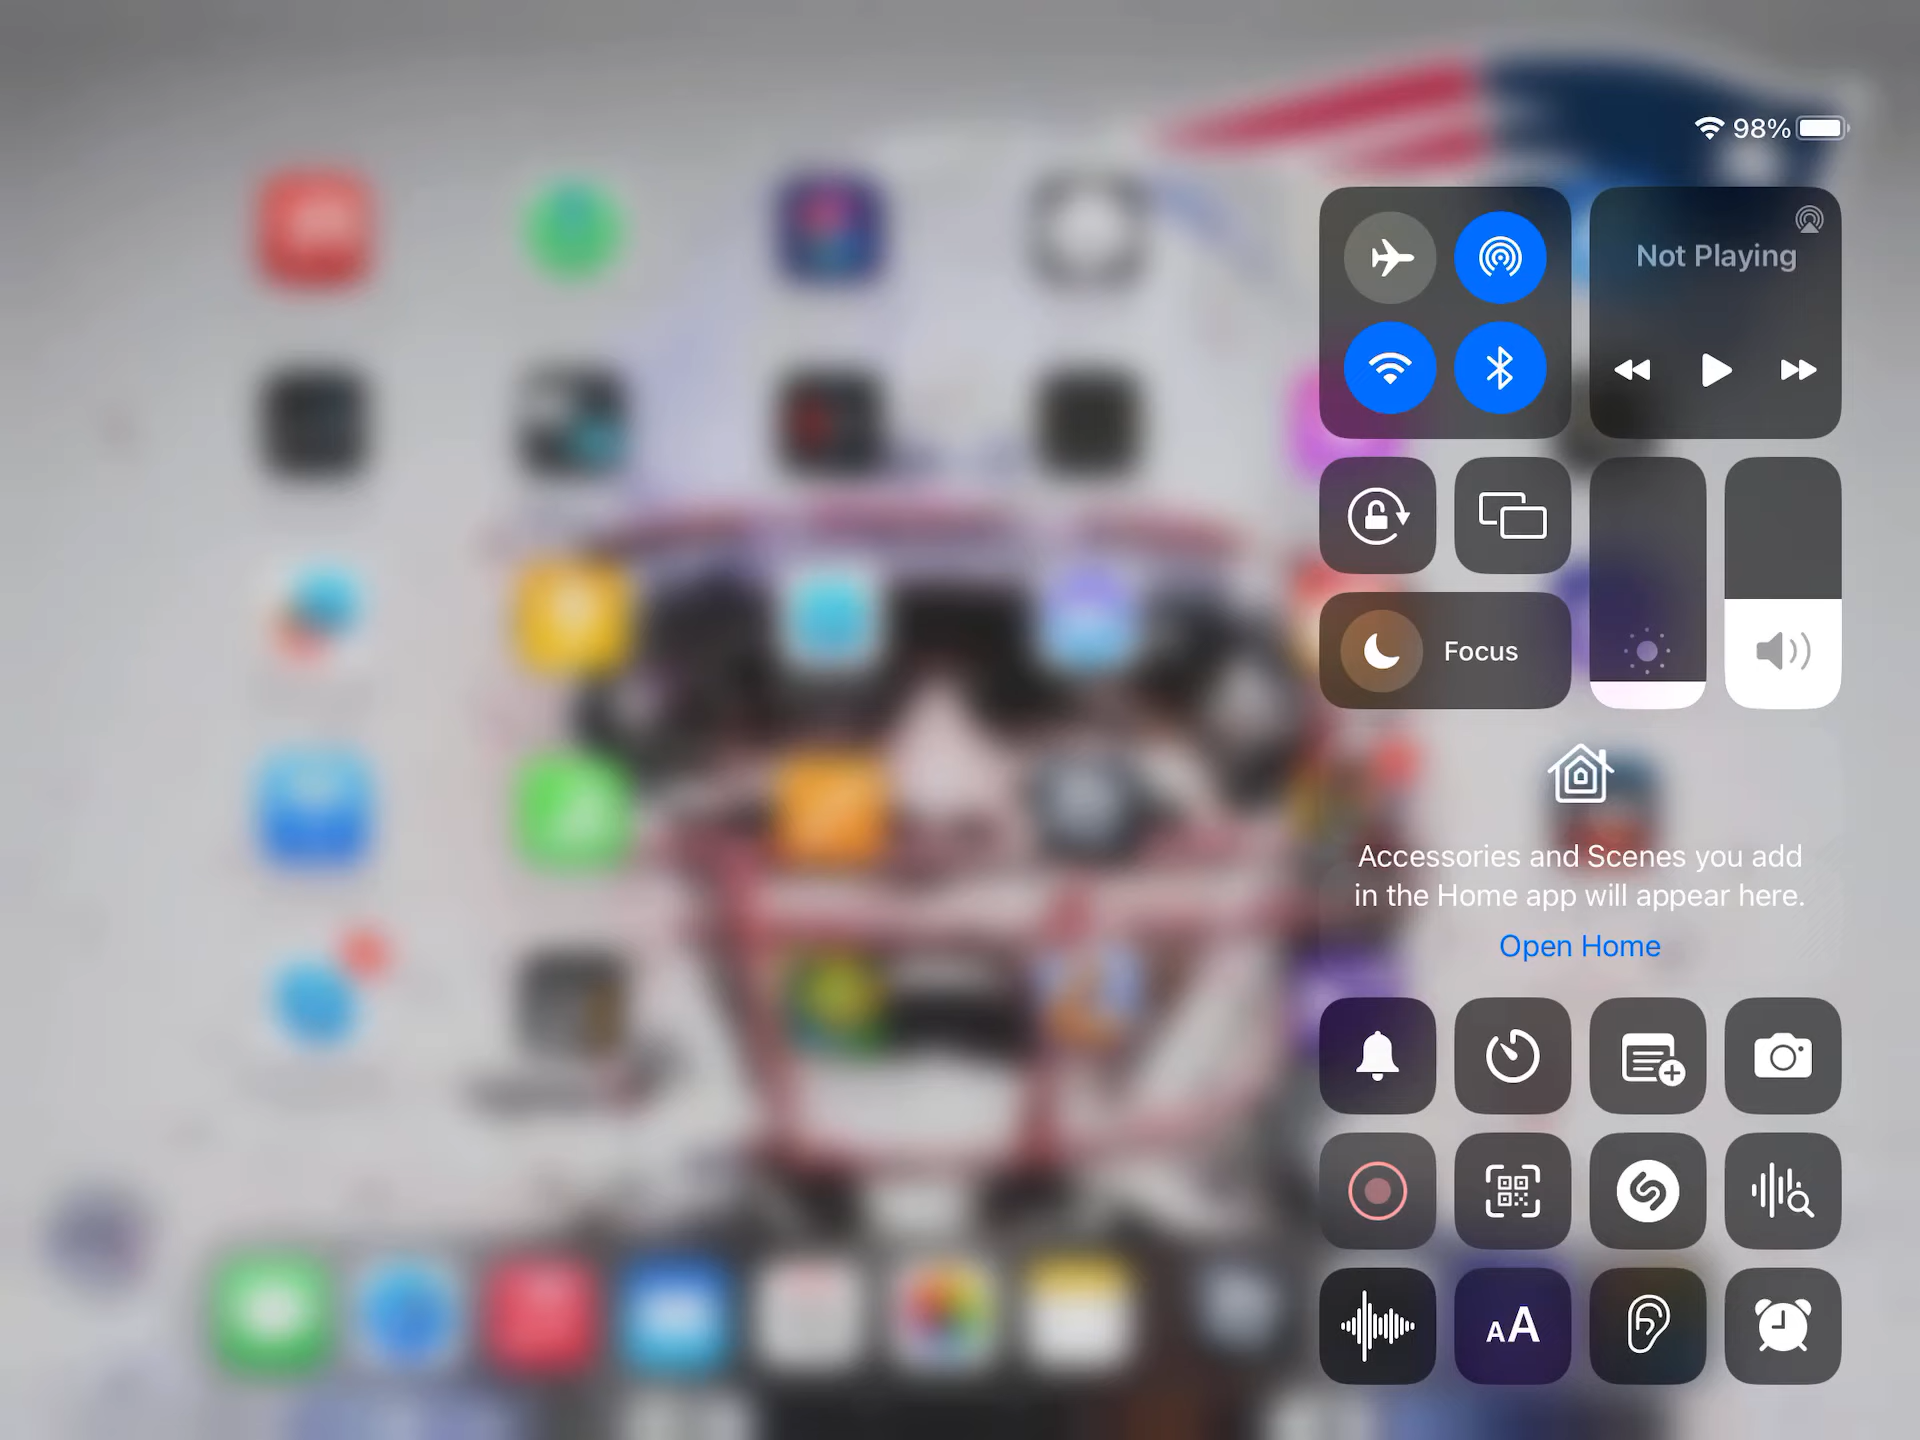 98%
Not Playing
Focus
Accessories and Scenes you add
in the Home app will appear here.
Open Home
AA